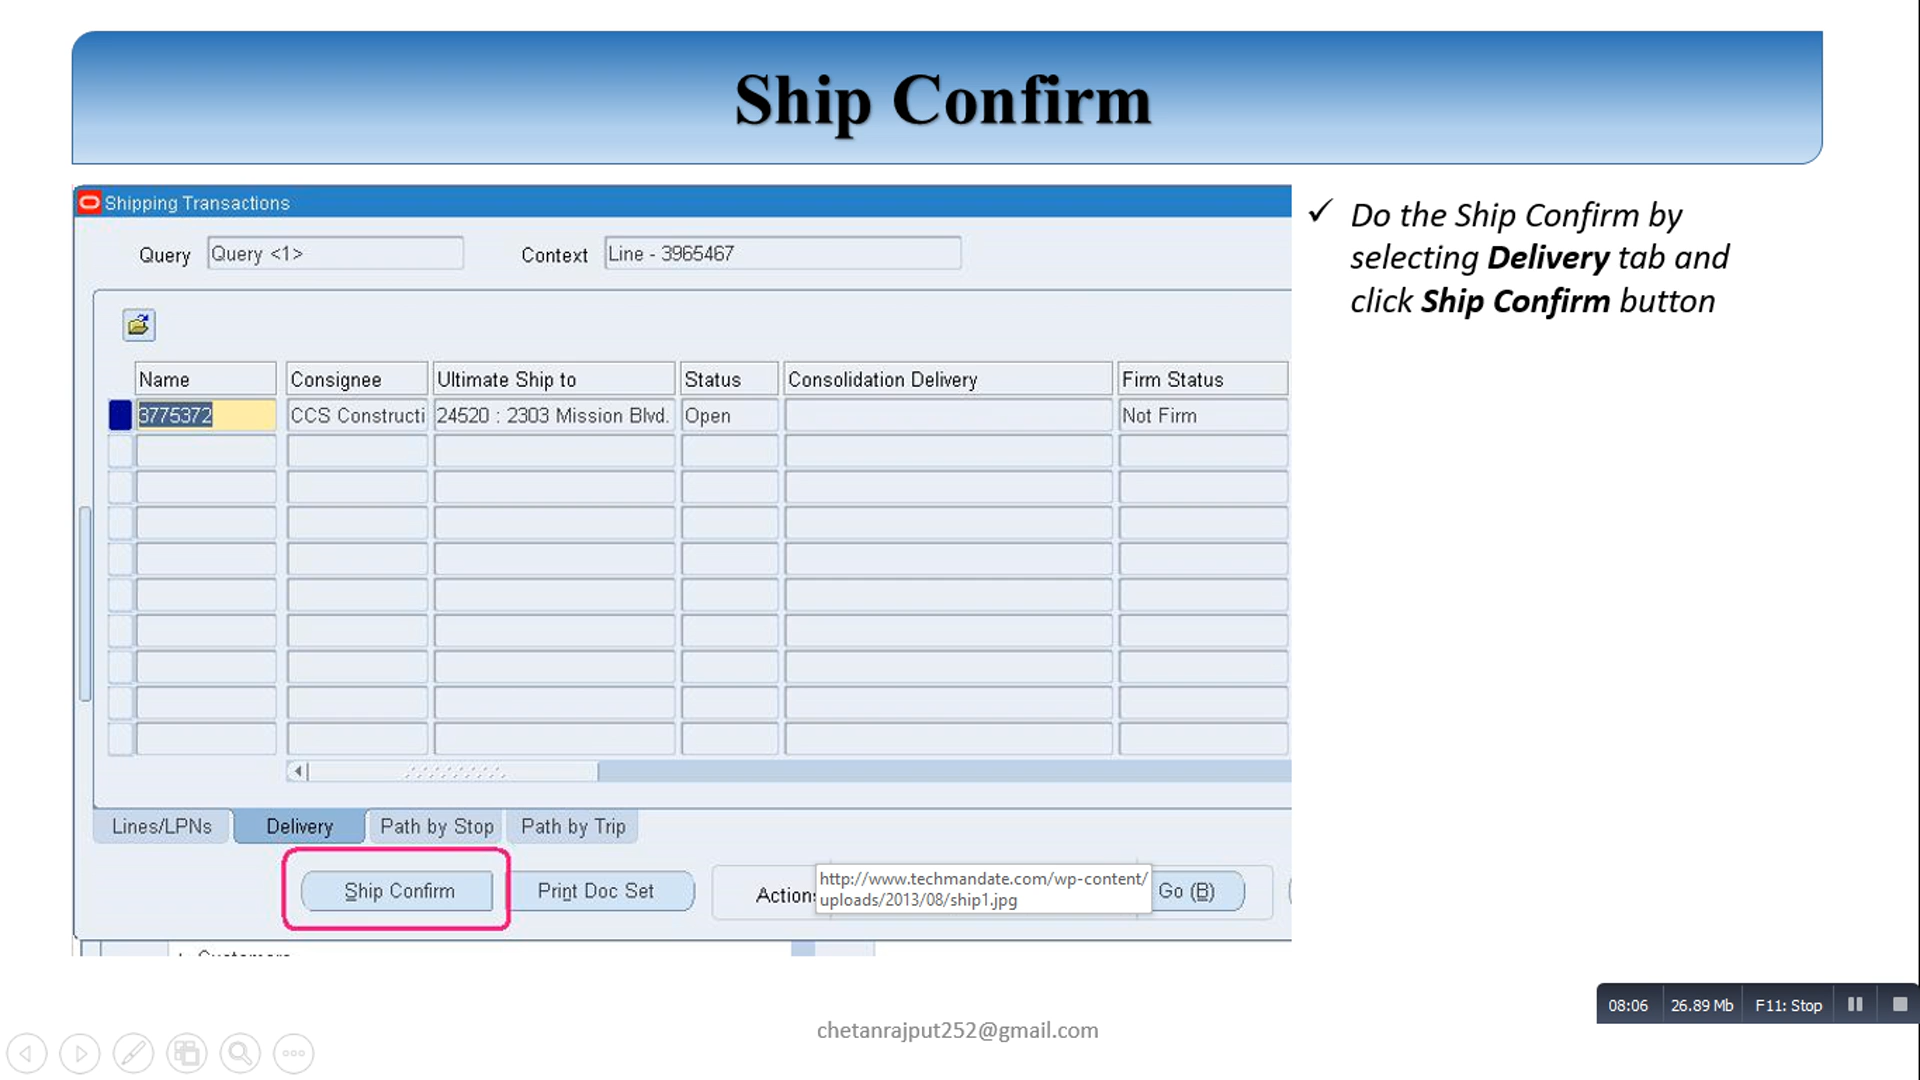 Ship Confirm
Shipping Transactions
Query Query <1> Context Line - 3965467
✓ Do the Ship Confirm by
selecting Delivery tab and
click Ship Confirm button
Name Consignee Ultimate Ship to Status Consolidation Delivery Firm Status
3775372 CCS Constructi 24520 : 2303 Mission Blvd. Open Not Firm
Lines/LPNs Delivery Path by Stop Path by Trip
Ship Confirm Print Doc Set Actions Go (B)
http://www.techmandate.com/wp-content/
uploads/2013/08/ship1.jpg
08:06 26.89 Mb F11: Stop
chetanrajput252@gmail.com